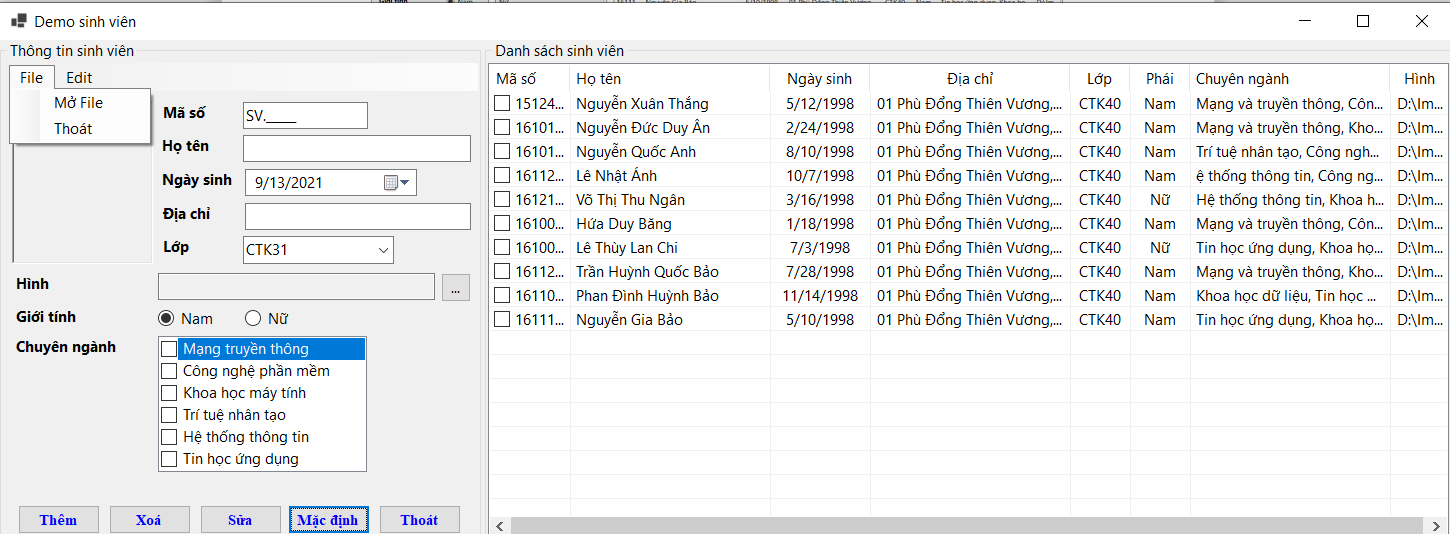 Demo sinh viên
Thông tin sinh viên
File Edit
Mở File
Thoát
Mã số SV.____
Họ tên
Ngày sinh 9/13/2021
Địa chỉ
Lớp CTK31
Hình ...
Giới tính Nam Nữ
Chuyên ngành
Mạng truyền thông
Công nghệ phần mềm
Khoa học máy tính
Trí tuệ nhân tạo
Hệ thống thông tin
Tin học ứng dụng
Thêm Xoá Sửa Mặc định Thoát
Danh sách sinh viên
Mã số Họ tên Ngày sinh Địa chỉ Lớp Phái Chuyên ngành Hình
15124... Nguyễn Xuân Thắng 5/12/1998 01 Phù Đổng Thiên Vương,... CTK40 Nam Mạng và truyền thông, Côn... D:\Im...
16101... Nguyễn Đức Duy Ân 2/24/1998 01 Phù Đổng Thiên Vương,... CTK40 Nam Mạng và truyền thông, Kho... D:\Im...
16101... Nguyễn Quốc Anh 8/10/1998 01 Phù Đổng Thiên Vương,... CTK40 Nam Trí tuệ nhân tạo, Công ngh... D:\Im...
16112... Lê Nhật Ánh 10/7/1998 01 Phù Đổng Thiên Vương,... CTK40 Nam ệ thống thông tin, Công ng... D:\Im...
16121... Võ Thị Thu Ngân 3/16/1998 01 Phù Đổng Thiên Vương,... CTK40 Nữ Hệ thống thông tin, Khoa h... D:\Im...
16100... Hứa Duy Băng 1/18/1998 01 Phù Đổng Thiên Vương,... CTK40 Nam Mạng và truyền thông, Côn... D:\Im...
16100... Lê Thùy Lan Chi 7/3/1998 01 Phù Đổng Thiên Vương,... CTK40 Nữ Tin học ứng dụng, Khoa họ... D:\Im...
16112... Trần Huỳnh Quốc Bảo 7/28/1998 01 Phù Đổng Thiên Vương,... CTK40 Nam Mạng và truyền thông, Kho... D:\Im...
16110... Phan Đình Huỳnh Bảo 11/14/1998 01 Phù Đổng Thiên Vương,... CTK40 Nam Khoa học dữ liệu, Tin học ... D:\Im...
16111... Nguyễn Gia Bảo 5/10/1998 01 Phù Đổng Thiên Vương,... CTK40 Nam Tin học ứng dụng, Khoa họ... D:\Im...